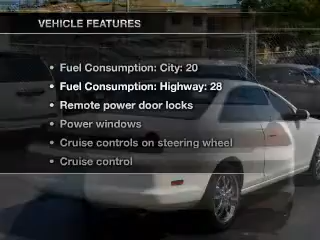 VEHICLE FEATURES
• Fuel Consumption: City: 20
• Fuel Consumption: Highway: 28
• Remote power door locks
• Power windows
• Cruise controls on steering wheel
• Cruise control